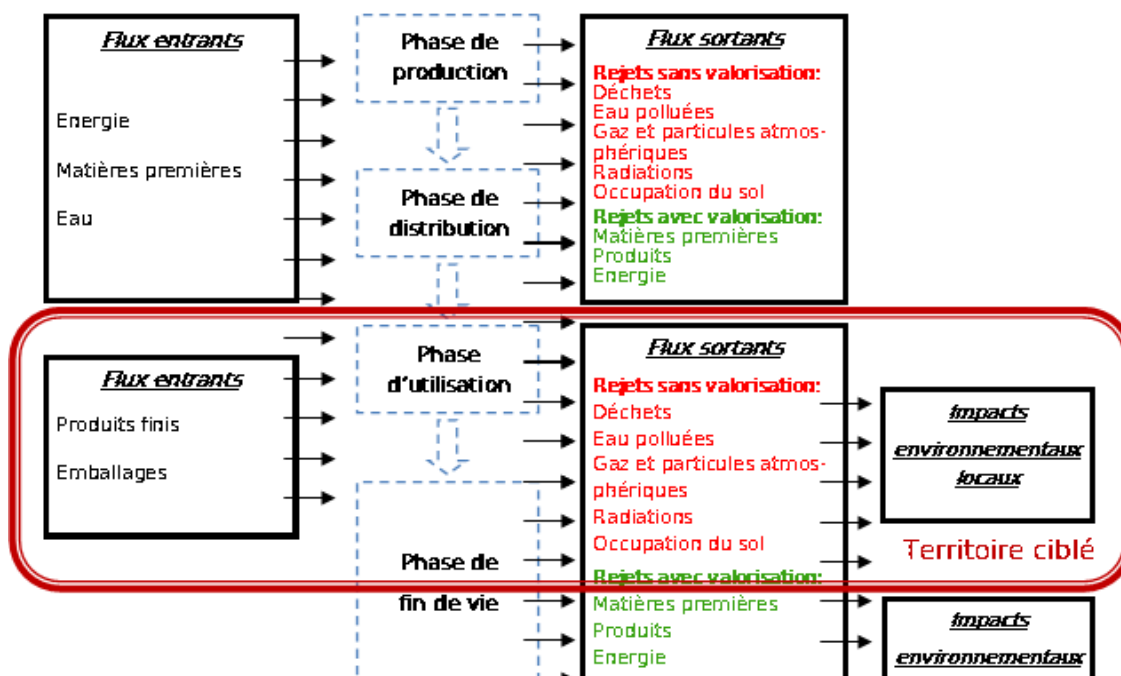 Flux entrants
Energie
Matières premières
Eau
Phase de
production
Phase de
distribution
Flux sortants
Rejets sans valorisation:
Déchets
Eau polluées
Gaz et particules atmos-
phériques
Radiations
Occupation du sol
Rejets avec valorisation:
Matières premières
Produits
Energie
Flux entrants
Produits finis
Emballages
Phase
d'utilisation
Phase de
fin de vie
Flux sortants
Rejets sans valorisation:
Déchets
Eau polluées
Gaz et particules atmos-
phériques
Radiations
Occupation du sol
Rejets avec valorisation:
Matières premières
Produits
Energie
Impacts
environnementaux
locaux
Territoire ciblé
Impacts
environnementaux